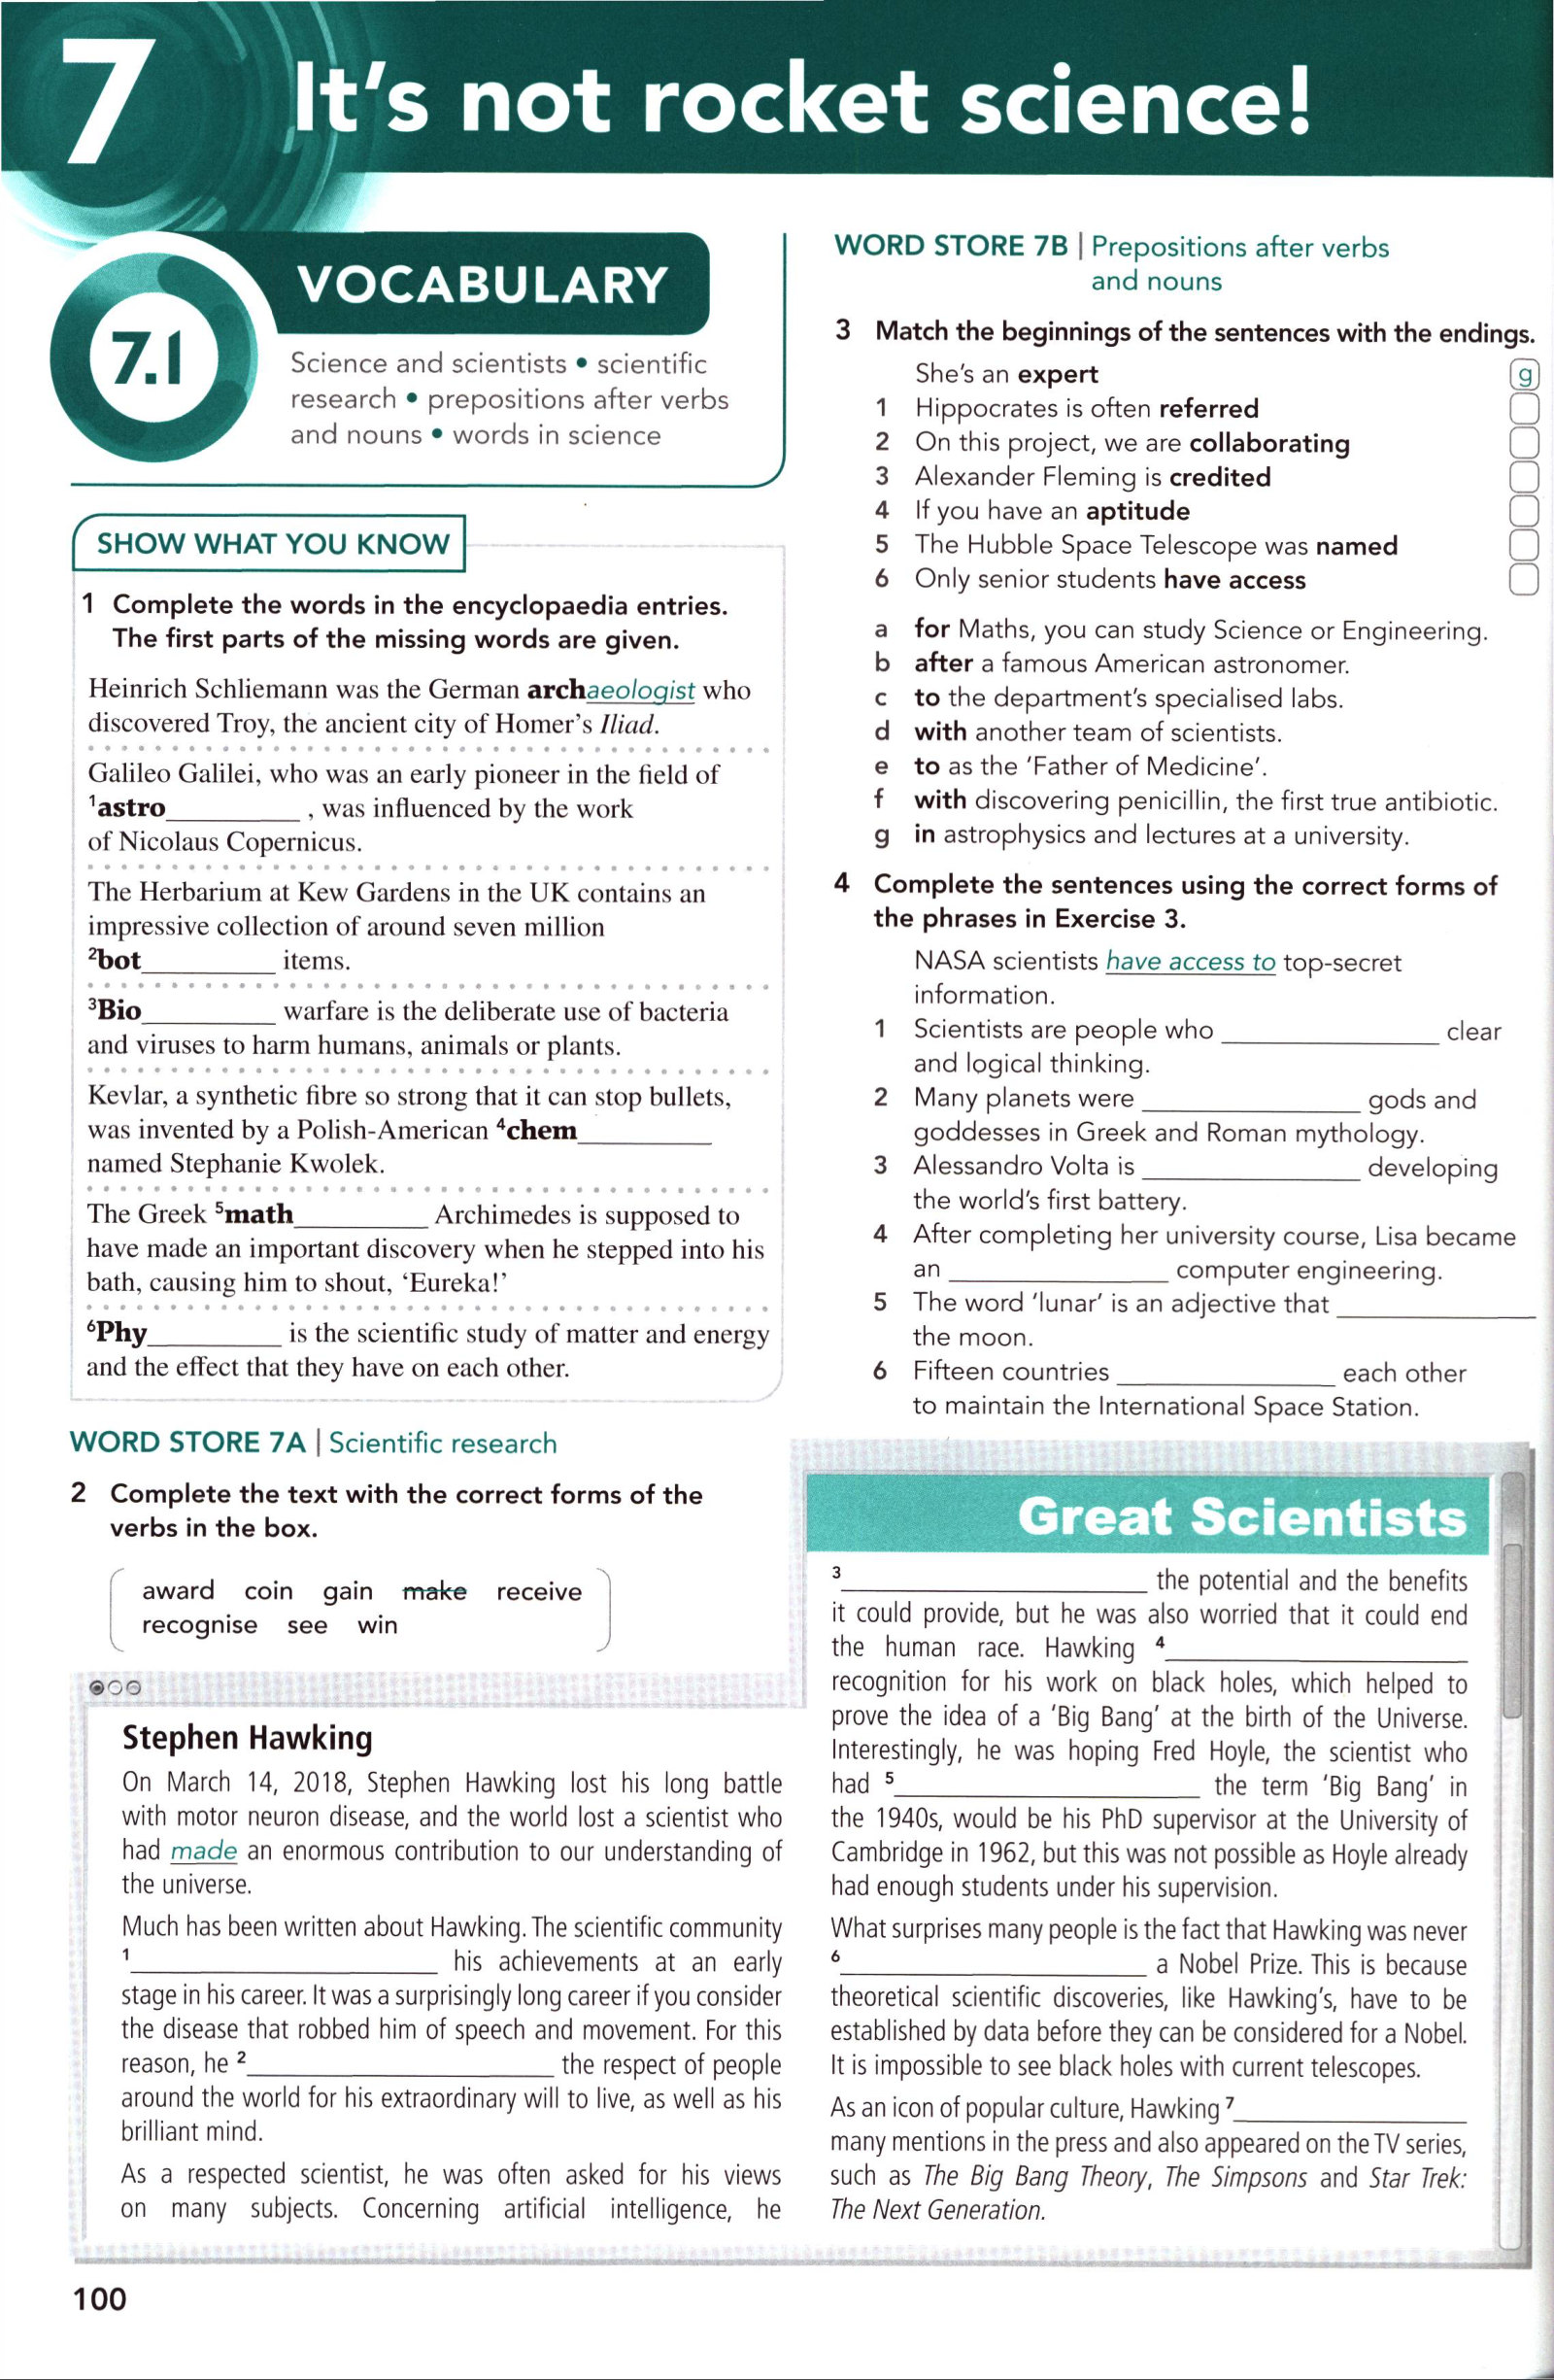 7 It's not rocket science!
7.1
VOCABULARY
Science and scientists • scientific
research • prepositions after verbs
and nouns • words in science
SHOW WHAT YOU KNOW
1 Complete the words in the encyclopaedia entries.
The first parts of the missing words are given.
Heinrich Schliemann was the German archaeologist who
discovered Troy, the ancient city of Homer's Iliad.
Galileo Galilei, who was an early pioneer in the field of
1astro__________ , was influenced by the work
of Nicolaus Copernicus.
The Herbarium at Kew Gardens in the UK contains an
impressive collection of around seven million
2bot__________ items.
3Bio__________ warfare is the deliberate use of bacteria
and viruses to harm humans, animals or plants.
Kevlar, a synthetic fibre so strong that it can stop bullets,
was invented by a Polish-American 4chem__________
named Stephanie Kwolek.
The Greek 5math__________ Archimedes is supposed to
have made an important discovery when he stepped into his
bath, causing him to shout, 'Eureka!'
6Phy__________ is the scientific study of matter and energy
and the effect that they have on each other.
WORD STORE 7A | Scientific research
2 Complete the text with the correct forms of the
verbs in the box.
award coin gain make receive
recognise see win
Stephen Hawking
On March 14, 2018, Stephen Hawking lost his long battle
with motor neuron disease, and the world lost a scientist who
had made an enormous contribution to our understanding of
the universe.
Much has been written about Hawking. The scientific community
1__________ his achievements at an early
stage in his career. It was a surprisingly long career if you consider
the disease that robbed him of speech and movement. For this
reason, he 2__________ the respect of people
around the world for his extraordinary will to live, as well as his
brilliant mind.
As a respected scientist, he was often asked for his views
on many subjects. Concerning artificial intelligence, he
WORD STORE 7B | Prepositions after verbs
and nouns
3 Match the beginnings of the sentences with the endings.
She's an expert g
1 Hippocrates is often referred
2 On this project, we are collaborating
3 Alexander Fleming is credited
4 If you have an aptitude
5 The Hubble Space Telescope was named
6 Only senior students have access
a for Maths, you can study Science or Engineering.
b after a famous American astronomer.
c to the department's specialised labs.
d with another team of scientists.
e to as the 'Father of Medicine'.
f with discovering penicillin, the first true antibiotic.
g in astrophysics and lectures at a university.
4 Complete the sentences using the correct forms of
the phrases in Exercise 3.
NASA scientists have access to top-secret
information.
1 Scientists are people who __________ clear
and logical thinking.
2 Many planets were __________ gods and
goddesses in Greek and Roman mythology.
3 Alessandro Volta is __________ developing
the world's first battery.
4 After completing her university course, Lisa became
an __________ computer engineering.
5 The word 'lunar' is an adjective that __________
the moon.
6 Fifteen countries __________ each other
to maintain the International Space Station.
Great Scientists
3__________ the potential and the benefits
it could provide, but he was also worried that it could end
the human race. Hawking 4__________
recognition for his work on black holes, which helped to
prove the idea of a 'Big Bang' at the birth of the Universe.
Interestingly, he was hoping Fred Hoyle, the scientist who
had 5__________ the term 'Big Bang' in
the 1940s, would be his PhD supervisor at the University of
Cambridge in 1962, but this was not possible as Hoyle already
had enough students under his supervision.
What surprises many people is the fact that Hawking was never
6__________ a Nobel Prize. This is because
theoretical scientific discoveries, like Hawking's, have to be
established by data before they can be considered for a Nobel.
It is impossible to see black holes with current telescopes.
As an icon of popular culture, Hawking 7__________
many mentions in the press and also appeared on the TV series,
such as The Big Bang Theory, The Simpsons and Star Trek:
The Next Generation.
100